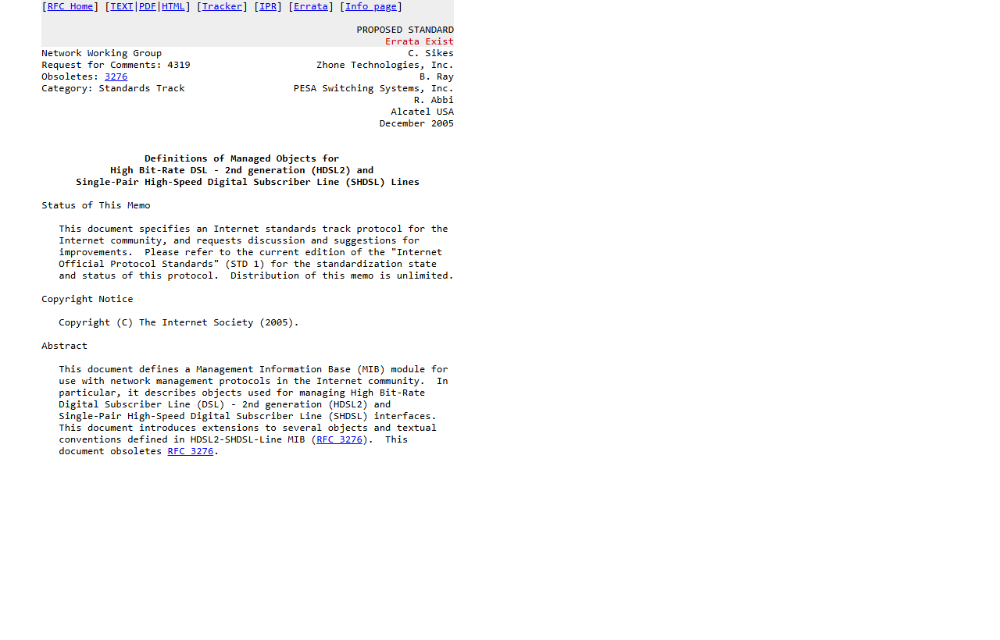 [RFC Home] [TEXT|PDF|HTML] [Tracker] [IPR] [Errata] [Info page]
PROPOSED STANDARD
Errata Exist
Network Working Group C. Sikes
Request for Comments: 4319 Zhone Technologies, Inc.
Obsoletes: 3276 B. Ray
Category: Standards Track PESA Switching Systems, Inc.
R. Abbi
Alcatel USA
December 2005
Definitions of Managed Objects for
High Bit-Rate DSL - 2nd generation (HDSL2) and
Single-Pair High-Speed Digital Subscriber Line (SHDSL) Lines
Status of This Memo
This document specifies an Internet standards track protocol for the
Internet community, and requests discussion and suggestions for
improvements. Please refer to the current edition of the "Internet
Official Protocol Standards" (STD 1) for the standardization state
and status of this protocol. Distribution of this memo is unlimited.
Copyright Notice
Copyright (C) The Internet Society (2005).
Abstract
This document defines a Management Information Base (MIB) module for
use with network management protocols in the Internet community. In
particular, it describes objects used for managing High Bit-Rate
Digital Subscriber Line (DSL) - 2nd generation (HDSL2) and
Single-Pair High-Speed Digital Subscriber Line (SHDSL) interfaces.
This document introduces extensions to several objects and textual
conventions defined in HDSL2-SHDSL-Line MIB (RFC 3276). This
document obsoletes RFC 3276.